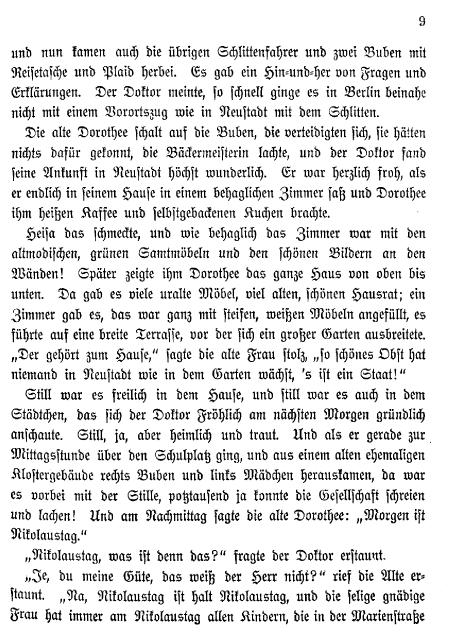 9
und nun kamen auch die übrigen Schlittenfahrer und zwei Buben mit
Reisetasche und Plaid herbei. Es gab ein Hin-und-her von Fragen und
Erklärungen. Der Doktor meinte, so schnell ginge es in Berlin beinahe
nicht mit einem Vorortszug wie in Neustadt mit dem Schlitten.
Die alte Dorothee schalt auf die Buben, die verteidigten sich, sie hätten
nichts dafür gekonnt, die Bäckermeisterin lachte, und der Doktor fand
seine Ankunft in Neustadt höchst wunderlich. Er war herzlich froh, als
er endlich in seinem Hause in einem behaglichen Zimmer saß und Dorothee
ihm heißen Kaffee und selbstgebackenen Kuchen brachte.
Heisa das schmeckte, und wie behaglich das Zimmer war mit den
altmodischen, grünen Samtmöbeln und den schönen Bildern an den
Wänden! Später zeigte ihm Dorothee das ganze Haus von oben bis
unten. Da gab es viele uralte Möbel, viel alten, schönen Hausrat; ein
Zimmer gab es, das war ganz mit steifen, weißen Möbeln angefüllt, es
führte auf eine breite Terrasse, vor der sich ein großer Garten ausbreitete.
„Der gehört zum Hause,“ sagte die alte Frau stolz, „so schönes Obst hat
niemand in Neustadt wie in dem Garten wächst, 's ist ein Staat!“
Still war es freilich in dem Hause, und still war es auch in dem
Städtchen, das sich der Doktor Fröhlich am nächsten Morgen gründlich
anschaute. Still, ja, aber heimlich und traut. Und als er gerade zur
Mittagsstunde über den Schulplatz ging, und aus einem alten ehemaligen
Klostergebäude rechts Buben und links Mädchen herauskamen, da war
es vorbei mit der Stille, potztausend ja konnte die Gesellschaft schreien
und lachen! Und am Nachmittag sagte die alte Dorothee: „Morgen ist
Nikolaustag.“
„Nikolaustag, was ist denn das?“ fragte der Doktor erstaunt.
„Je, du meine Güte, das weiß der Herr nicht?“ rief die Alte er-
staunt. „Na, Nikolaustag ist halt Nikolaustag, und die selige gnädige
Frau hat immer am Nikolaustag allen Kindern, die in der Marienstraße